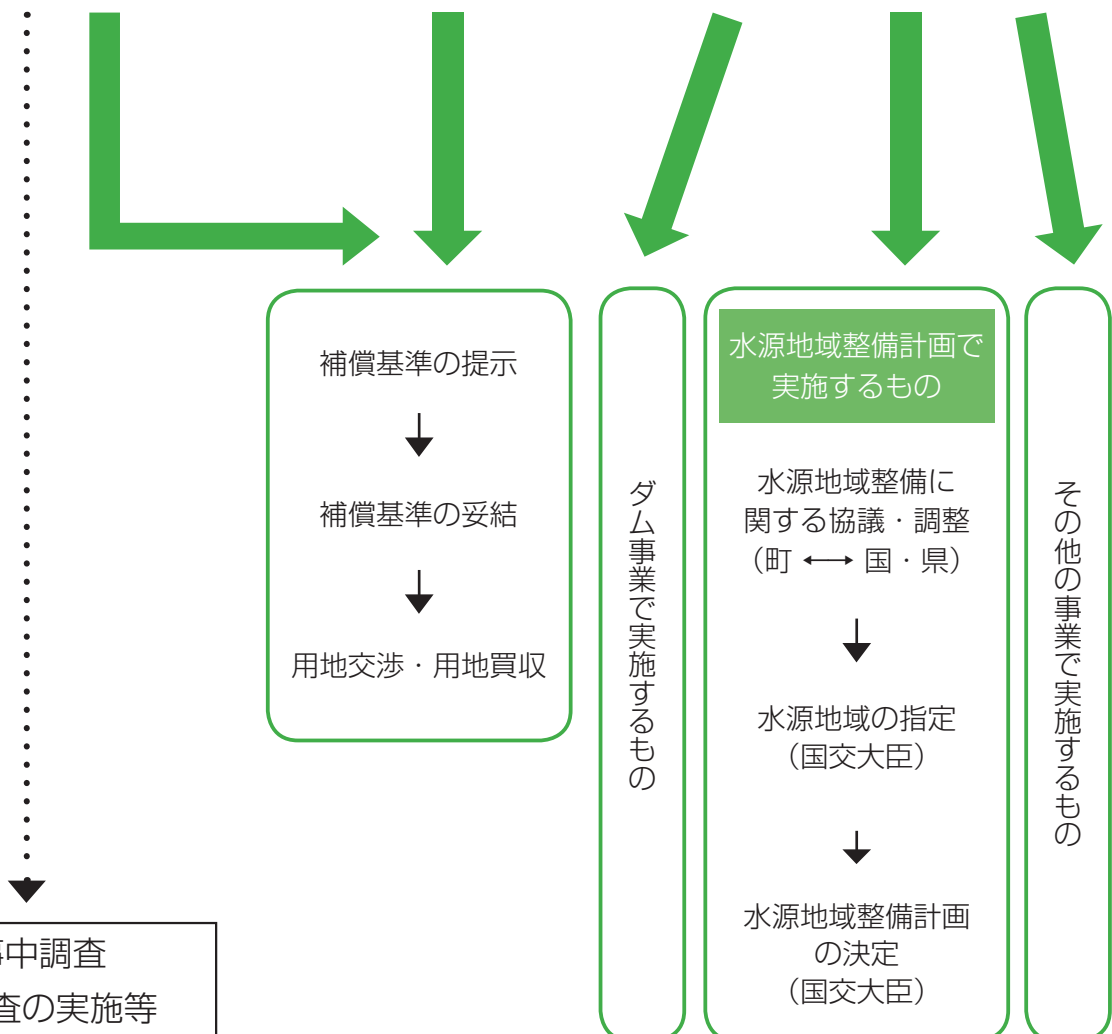 補償基準の提示
補償基準の妥結
用地交渉・用地買収
ダム事業で実施するもの
水源地域整備計画で
実施するもの
水源地域整備に
関する協議・調整
（町 ⟷ 国・県）
水源地域の指定
（国交大臣）
水源地域整備計画
の決定
（国交大臣）
その他の事業で実施するもの
中調査
査の実施等